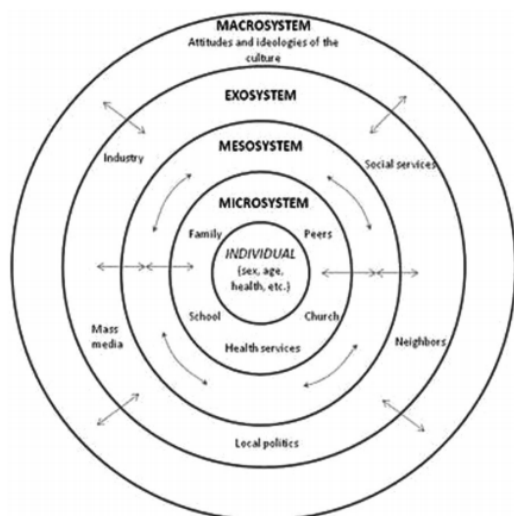 MACROSYSTEM
Attitudes and ideologies of the
culture
EXOSYSTEM
MESOSYSTEM
Industry
Social services
MICROSYSTEM
Family
Peers
INDIVIDUAL
(sex, age,
health, etc.)
School
Church
Mass
media
Health services
Neighbors
Local politics